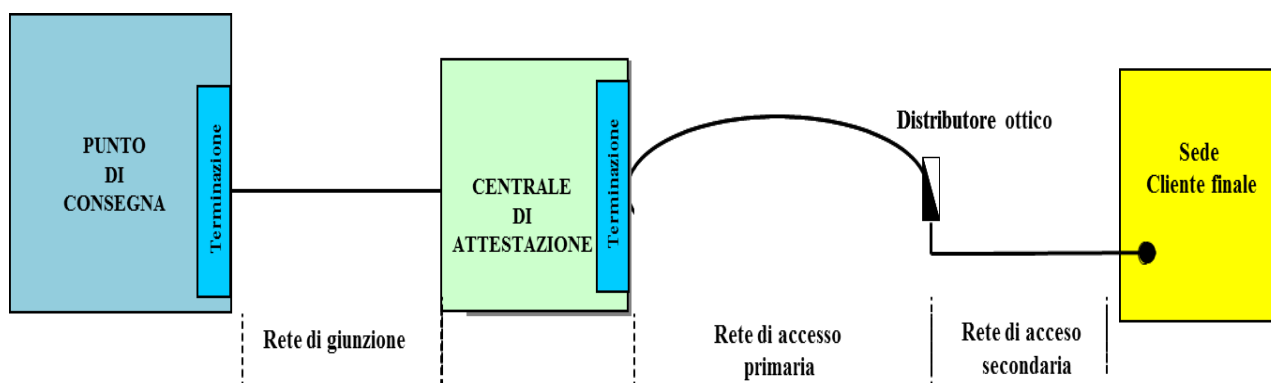 PUNTO
DI
CONSEGNA
Terminazione
CENTRALE
DI
ATTESTAZIONE
Terminazione
Distributore ottico
Sede
Cliente finale
Rete di giunzione
Rete di accesso
primaria
Rete di acceso
secondaria